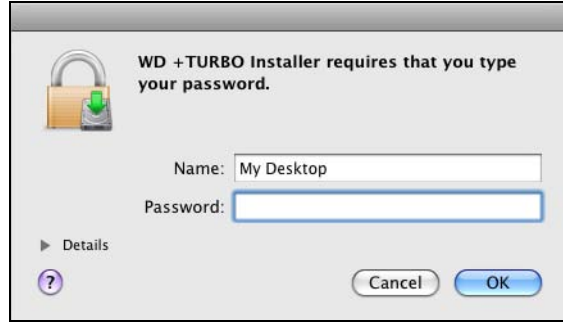 WD +TURBO Installer requires that you type
your password.
Name: My Desktop
Password:
Details
?
Cancel OK